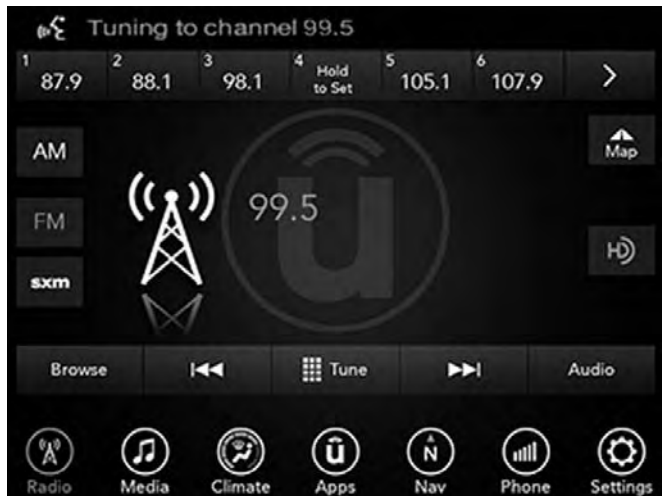 Tuning to channel 99.5
1 87.9 2 88.1 3 98.1 4 Hold to Set 5 105.1 6 107.9
AM
Map
99.5
FM
HD
sxm
Browse Tune Audio
û
N
Radio Media Climate Apps Nav Phone Settings